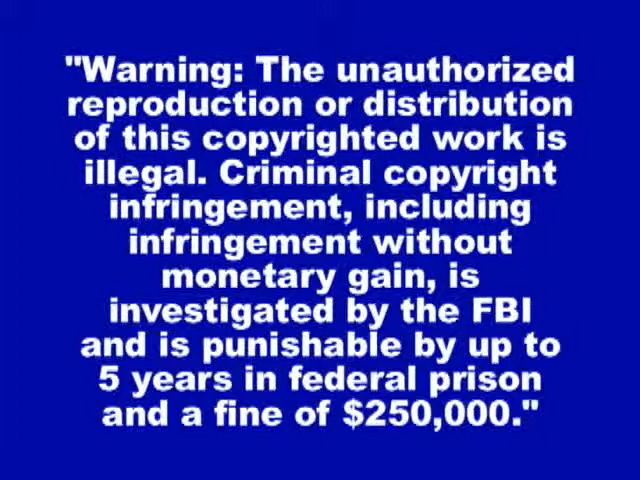 "Warning: The unauthorized
reproduction or distribution
of this copyrighted work is
illegal. Criminal copyright
infringement, including
infringement without
monetary gain, is
investigated by the FBI
and is punishable by up to
5 years in federal prison
and a fine of $250,000."